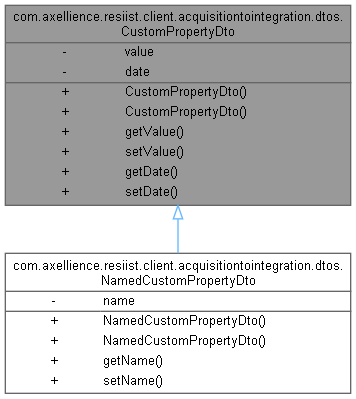 com.axellience.resiist.client.acquisitiontointegration.dtos.
CustomPropertyDto
- value
- date
+ CustomPropertyDto()
+ CustomPropertyDto()
+ getValue()
+ setValue()
+ getDate()
+ setDate()
com.axellience.resiist.client.acquisitiontointegration.dtos.
NamedCustomPropertyDto
- name
+ NamedCustomPropertyDto()
+ NamedCustomPropertyDto()
+ getName()
+ setName()